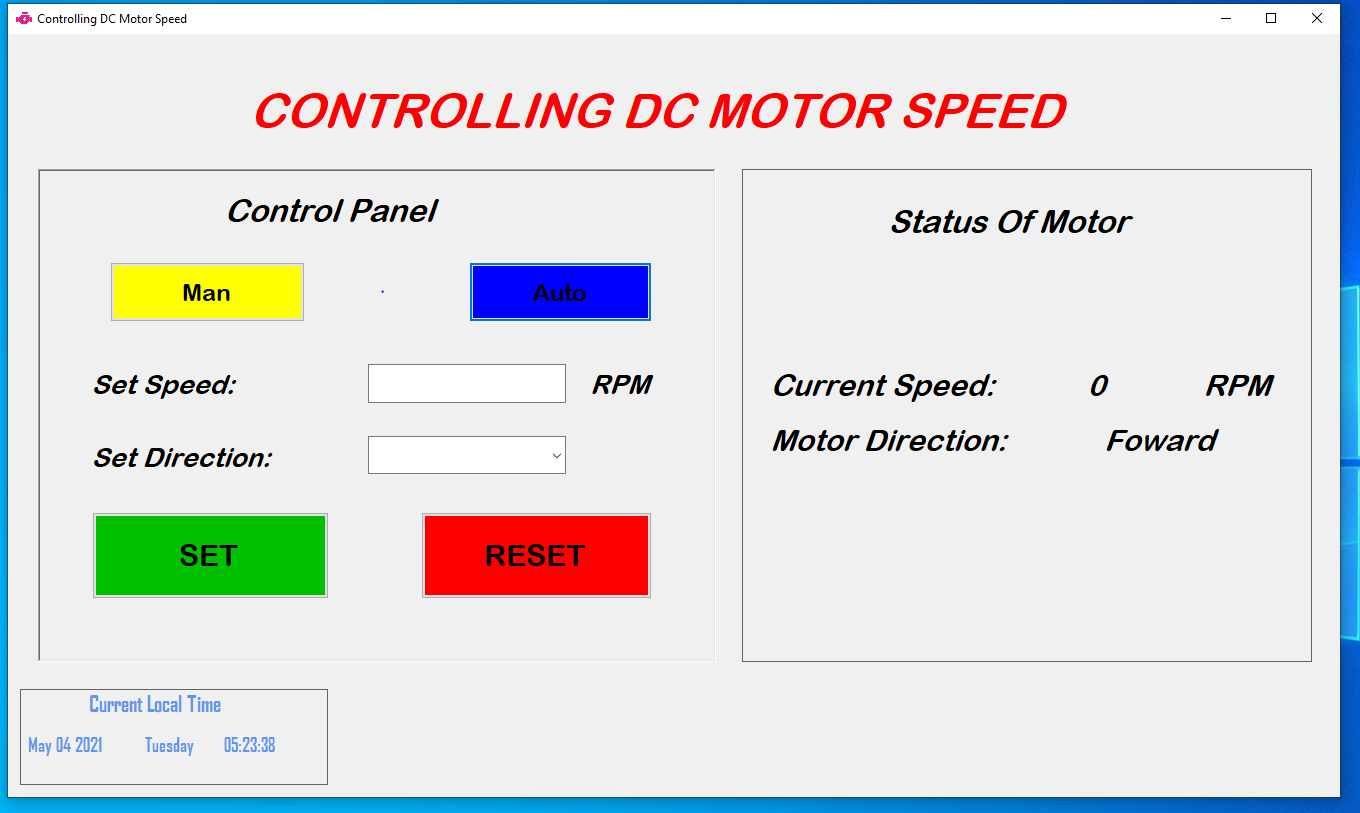 Controlling DC Motor Speed
CONTROLLING DC MOTOR SPEED
Control Panel
Man
Auto
Set Speed:
RPM
Set Direction:
SET
RESET
Status Of Motor
Current Speed: 0 RPM
Motor Direction: Foward
Current Local Time
May 04 2021 Tuesday 05:23:38